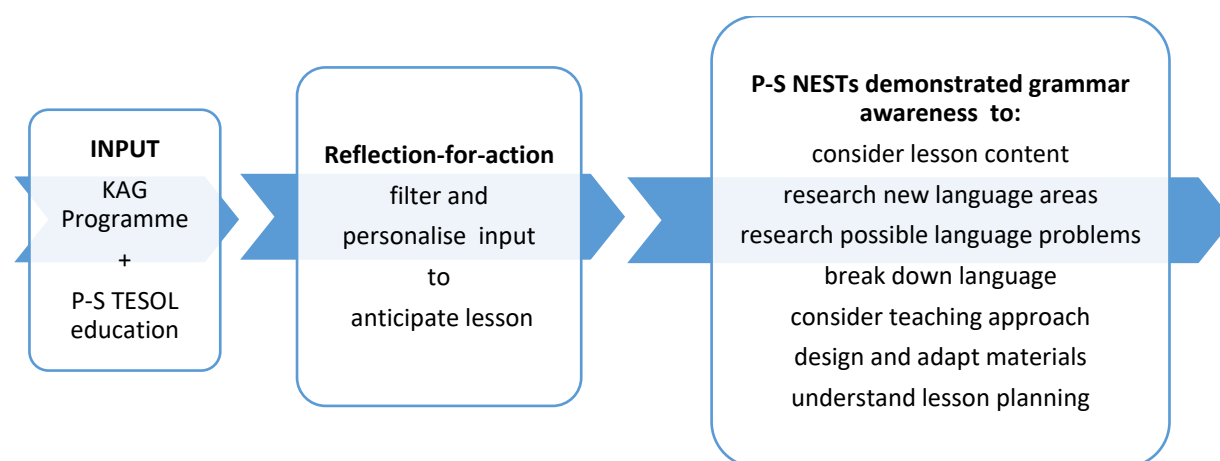 INPUT
KAG
Programme
+
P-S TESOL
education
Reflection-for-action
filter and
personalise input
to
anticipate lesson
P-S NESTs demonstrated grammar
awareness to:
consider lesson content
research new language areas
research possible language problems
break down language
consider teaching approach
design and adapt materials
understand lesson planning